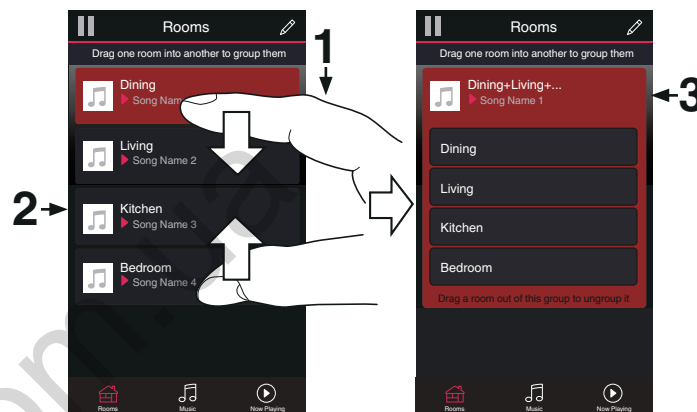 Rooms
Drag one room into another to group them
Dining
Song Nam
Living
Song Name 2
Kitchen
Song Name 3
Bedroom
Song Name 4
Rooms
Music
Now Playing
1
2
Rooms
Drag one room into another to group them
Dining+Living+...
Song Name 1
Dining
Living
Kitchen
Bedroom
Drag a room out of this group to ungroup it
Rooms
Music
Now Playing
3
om.ua